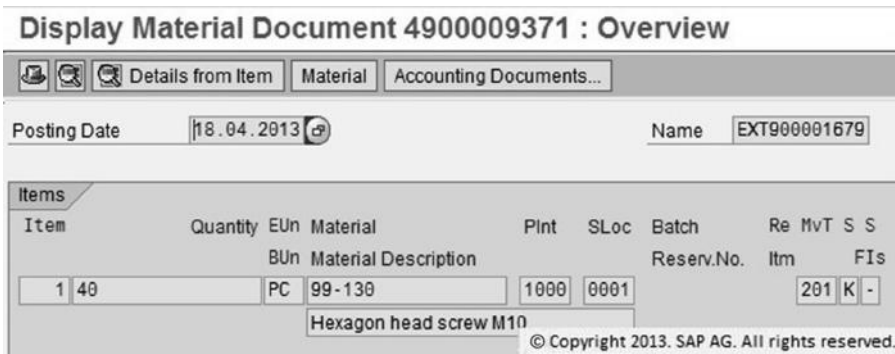 Display Material Document 4900009371 : Overview
Details from Item Material Accounting Documents...
Posting Date 18.04.2013 Name EXT900001679
Items
Item Quantity EUn Material Plnt SLoc Batch Re MvT S S
BUn Material Description Reserv.No. Itm FIs
1 40 PC 99-130 1000 0001 201 K -
Hexagon head screw M10
© Copyright 2013. SAP AG. All rights reserved.